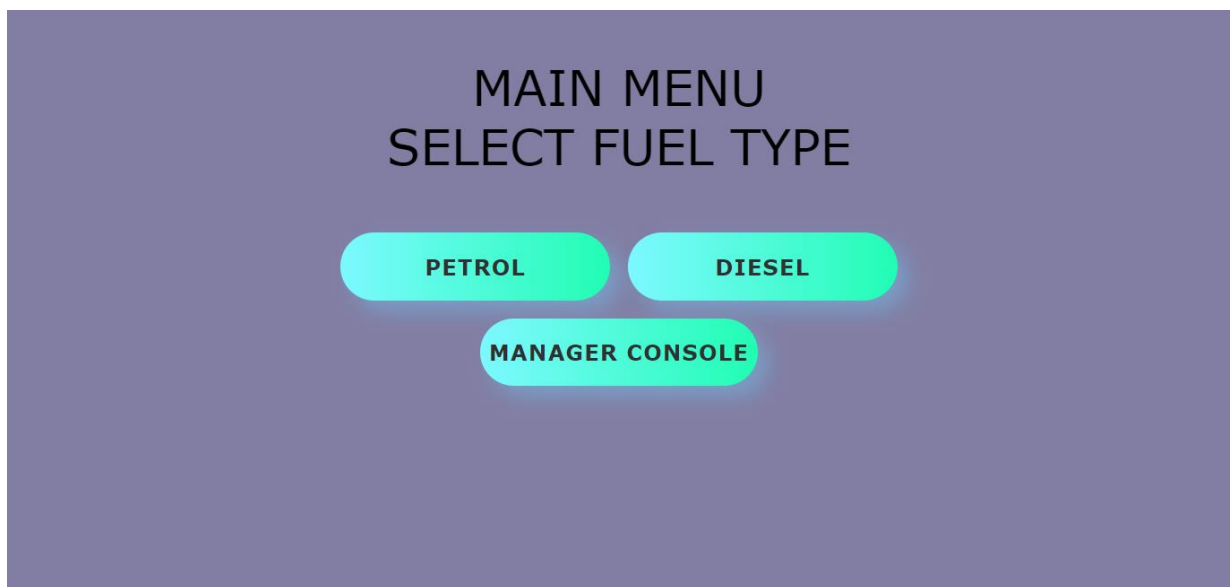 MAIN MENU
SELECT FUEL TYPE
PETROL
DIESEL
MANAGER CONSOLE